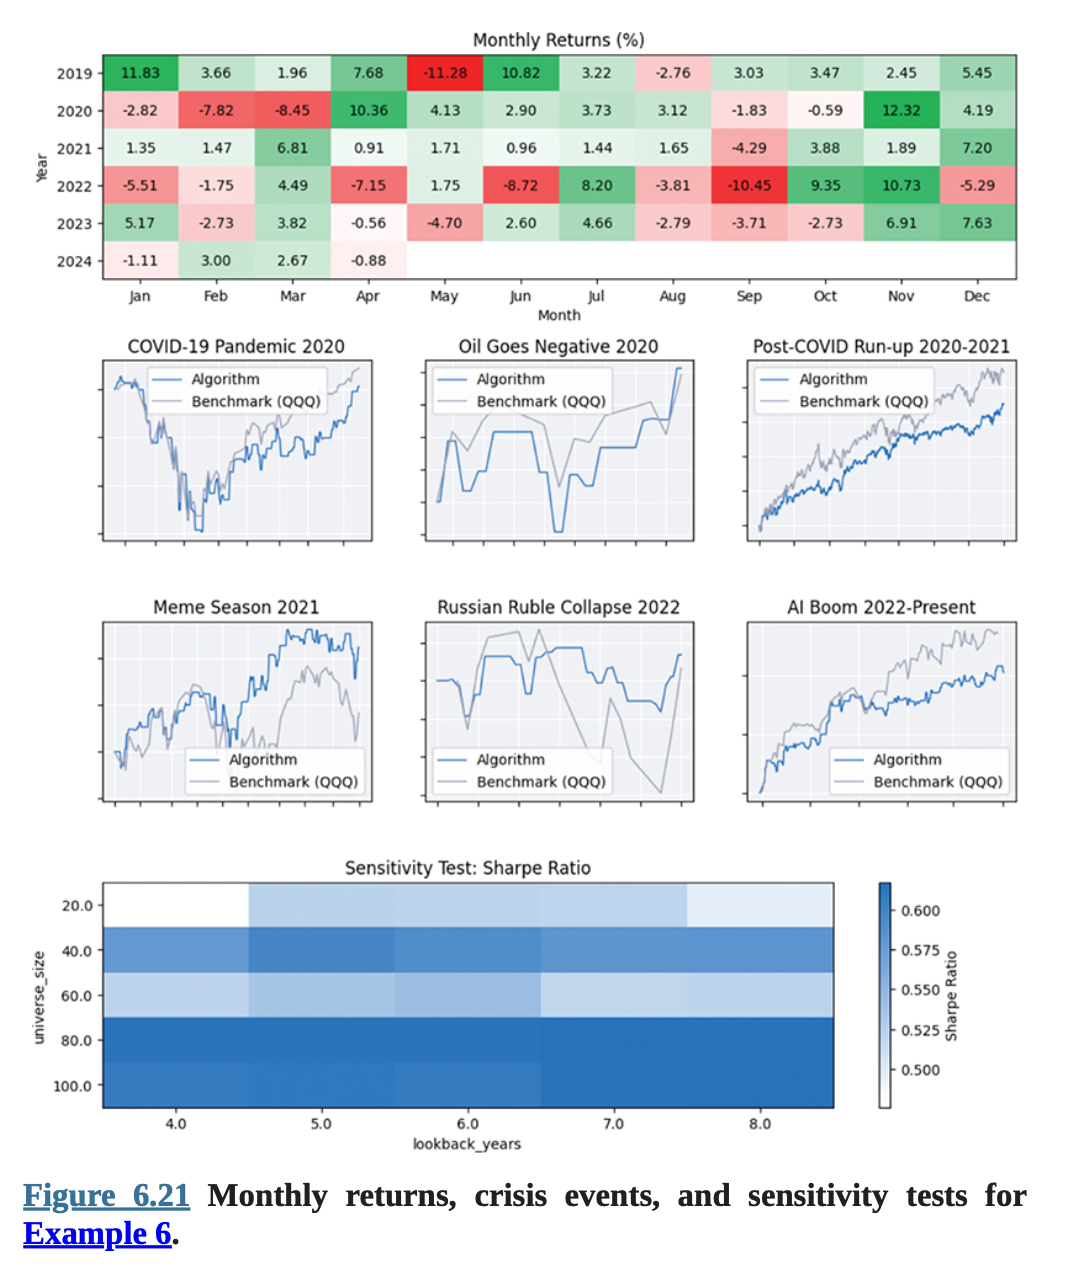 Monthly Returns (%)
2019 11.83 3.66 1.96 7.68 -11.28 10.82 3.22 -2.76 3.03 3.47 2.45 5.45
2020 -2.82 -7.82 -8.45 10.36 4.13 2.90 3.73 3.12 -1.83 -0.59 12.32 4.19
2021 1.35 1.47 6.81 0.91 1.71 0.96 1.44 1.65 -4.29 3.88 1.89 7.20
Year
2022 -5.51 -1.75 4.49 -7.15 1.75 -8.72 8.20 -3.81 -10.45 9.35 10.73 -5.29
2023 5.17 -2.73 3.82 -0.56 -4.70 2.60 4.66 -2.79 -3.71 -2.73 6.91 7.63
2024 -1.11 3.00 2.67 -0.88
Jan Feb Mar Apr May Jun Jul Aug Sep Oct Nov Dec
Month
COVID-19 Pandemic 2020
Algorithm
Benchmark (QQQ)
Oil Goes Negative 2020
Algorithm
Benchmark (QQQ)
Post-COVID Run-up 2020-2021
Algorithm
Benchmark (QQQ)
Meme Season 2021
Algorithm
Benchmark (QQQ)
Russian Ruble Collapse 2022
Algorithm
Benchmark (QQQ)
AI Boom 2022-Present
Algorithm
Benchmark (QQQ)
Sensitivity Test: Sharpe Ratio
universe_size
20.0
40.0
60.0
80.0
100.0
4.0 5.0 6.0 7.0 8.0
lookback_years
0.600
0.575
0.550
0.525
0.500
Sharpe Ratio
Figure 6.21 Monthly returns, crisis events, and sensitivity tests for
Example 6.